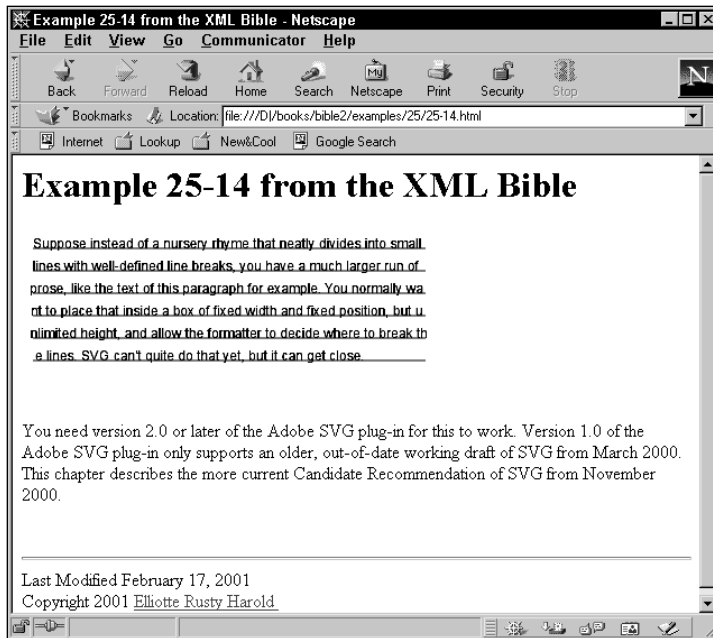 Example 25-14 from the XML Bible - Netscape
File Edit View Go Communicator Help
Back Forward Reload Home Search Netscape Print Security Stop
My
N
Bookmarks Location: file:///D|/books/bible2/examples/25/25-14.html
Internet Lookup New&Cool Google Search
Example 25-14 from the XML Bible
Suppose instead of a nursery rhyme that neatly divides into small
lines with well-defined line breaks, you have a much larger run of
prose, like the text of this paragraph for example. You normally wa
nt to place that inside a box of fixed width and fixed position, but u
nlimited height, and allow the formatter to decide where to break th
e lines. SVG can't quite do that yet, but it can get close.
You need version 2.0 or later of the Adobe SVG plug-in for this to work. Version 1.0 of the
Adobe SVG plug-in only supports an older, out-of-date working draft of SVG from March 2000.
This chapter describes the more current Candidate Recommendation of SVG from November
2000.
Last Modified February 17, 2001
Copyright 2001 Elliotte Rusty Harold